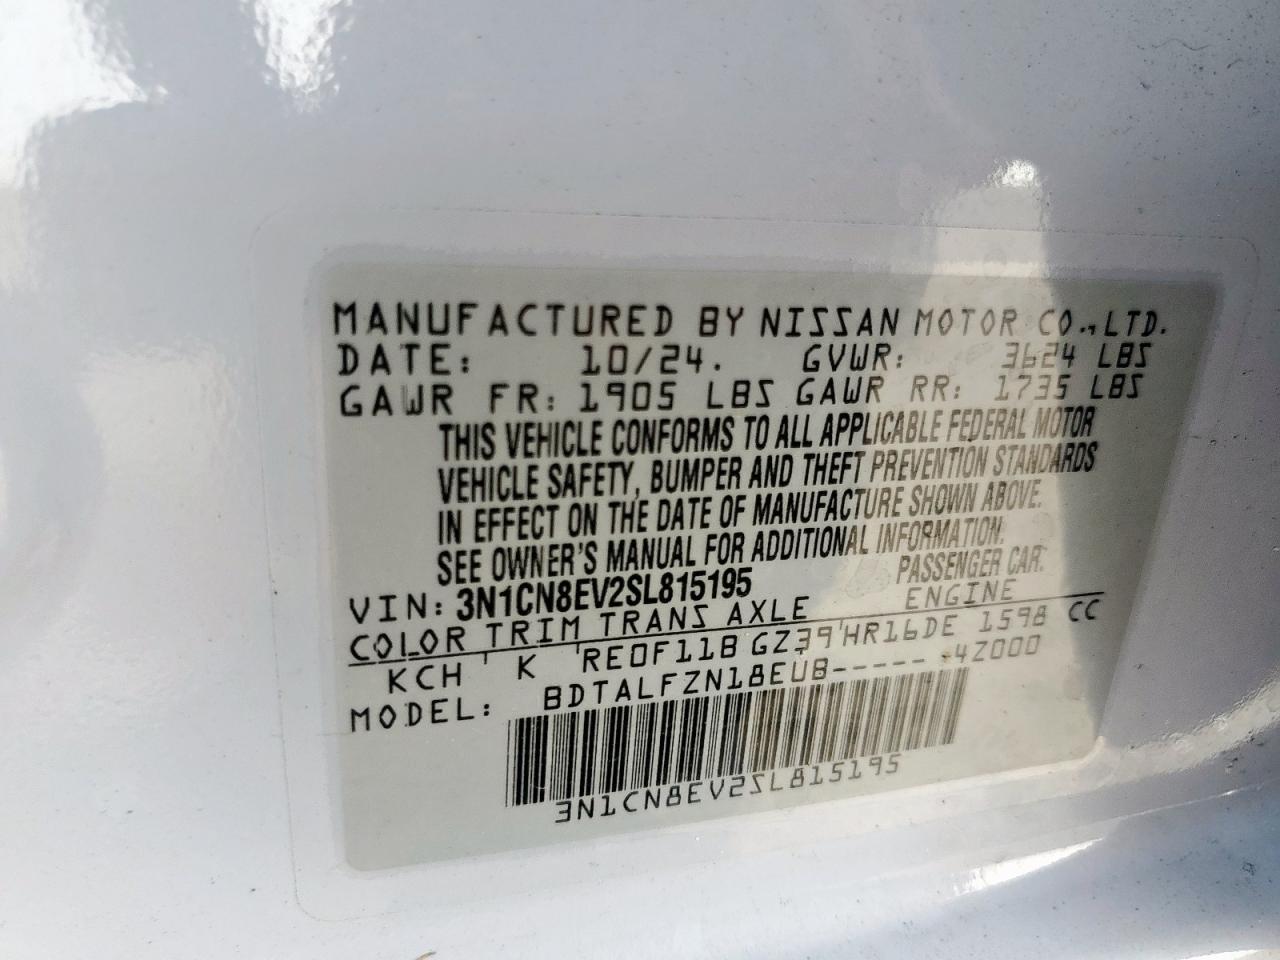 MANUFACTURED BY NISSAN MOTOR CO., LTD.
DATE: 10/24. GVWR: 3624 LBS
GAWR FR: 1905 LBS GAWR RR: 1735 LBS
THIS VEHICLE CONFORMS TO ALL APPLICABLE FEDERAL MOTOR
VEHICLE SAFETY, BUMPER AND THEFT PREVENTION STANDARDS
IN EFFECT ON THE DATE OF MANUFACTURE SHOWN ABOVE.
SEE OWNER'S MANUAL FOR ADDITIONAL INFORMATION.
VIN: 3N1CN8EV2SL815195 PASSENGER CAR.
COLOR TRIM TRANS AXLE ENGINE
KCH ' K 'RE0F11B GZ39'HR16DE 1598 CC
MODEL: BDTALFZN18EUB----- -4Z000
3N1CN8EV2SL815195